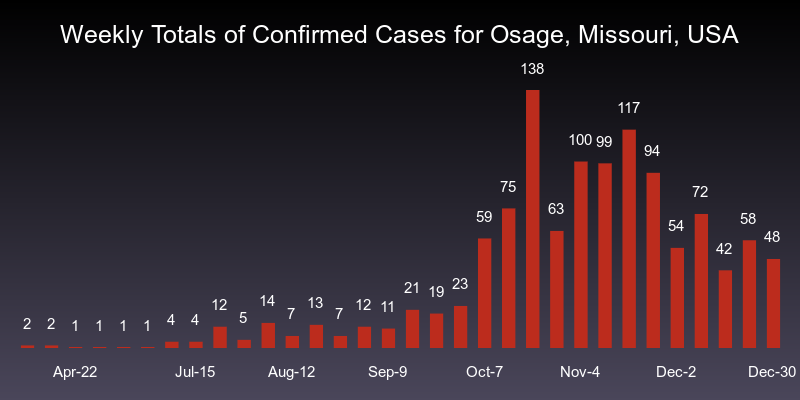 Weekly Totals of Confirmed Cases for Osage, Missouri, USA
2 2 1 1 1 1 4 4 12 5 14 7 13 7 12 11 21 19 23 59 75 138 63 100 99 117 94 54 72 42 58 48
Apr-22 Jul-15 Aug-12 Sep-9 Oct-7 Nov-4 Dec-2 Dec-30